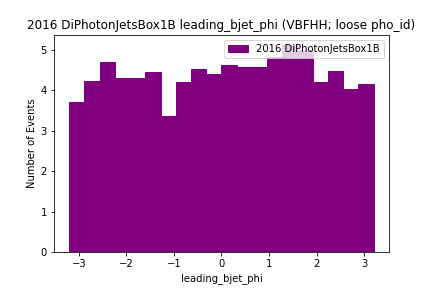 2016 DiPhotonJetsBox1B leading_bjet_phi (VBFHH; loose pho_id)
2016 DiPhotonJetsBox1B
Number of Events
5
4
3
2
1
0
−3 −2 −1 0 1 2 3
leading_bjet_phi